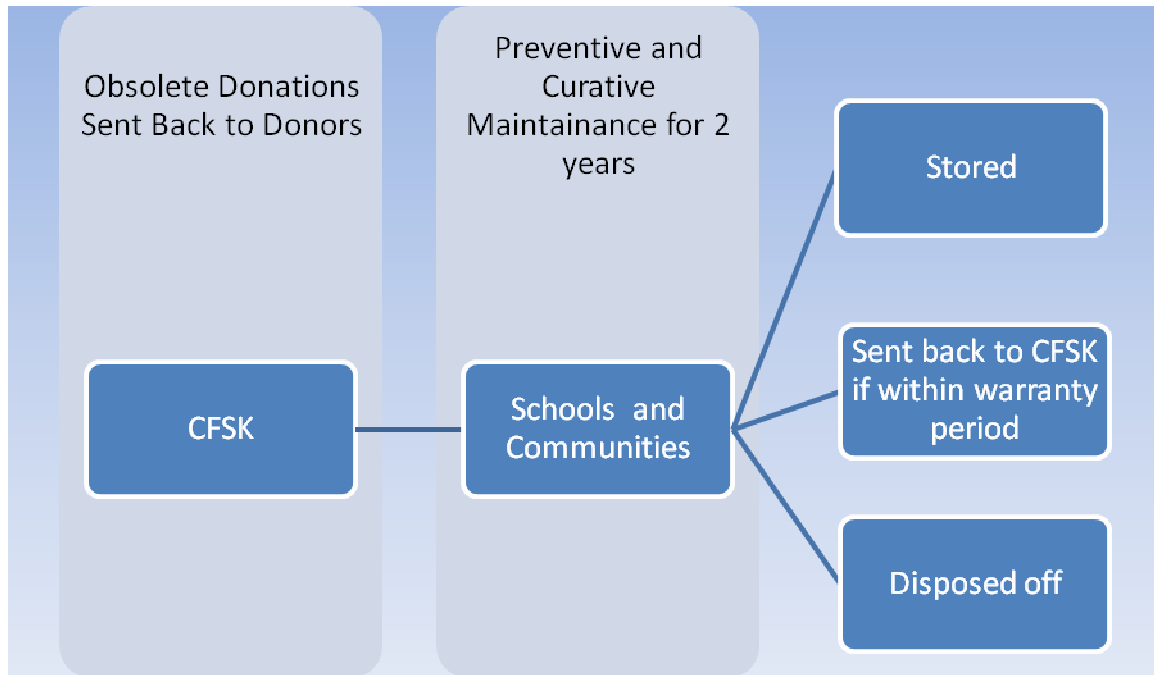 Obsolete Donations
Sent Back to Donors
Preventive and
Curative
Maintainance for 2
years
CFSK
Schools and
Communities
Stored
Sent back to CFSK
if within warranty
period
Disposed off